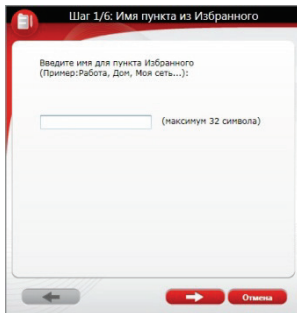 Шаг 1/6: Имя пункта из Избранного
Введите имя для пункта Избранного
(Пример:Работа, Дом, Моя сеть...):
(максимум 32 символа)
Отмена